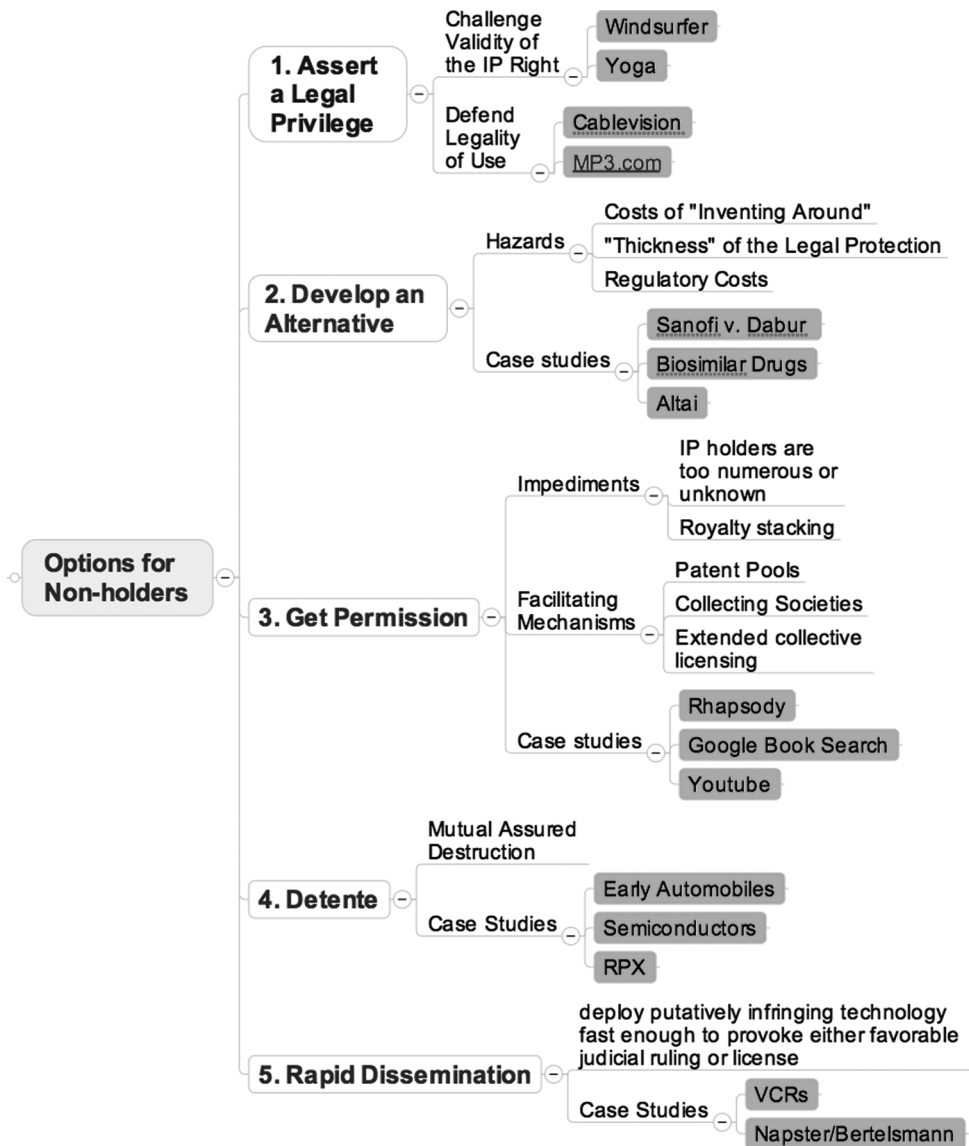 Options for
Non-holders
1. Assert
a Legal
Privilege
Challenge
Validity of
the IP Right
Windsurfer
Yoga
Defend
Legality
of Use
Cablevision
MP3.com
2. Develop an
Alternative
Hazards
Costs of "Inventing Around"
"Thickness" of the Legal Protection
Regulatory Costs
Case studies
Sanofi v. Dabur
Biosimilar Drugs
Altai
3. Get Permission
Impediments
IP holders are
too numerous or
unknown
Royalty stacking
Facilitating
Mechanisms
Patent Pools
Collecting Societies
Extended collective
licensing
Case studies
Rhapsody
Google Book Search
Youtube
4. Detente
Mutual Assured
Destruction
Case Studies
Early Automobiles
Semiconductors
RPX
5. Rapid Dissemination
deploy putatively infringing technology
fast enough to provoke either favorable
judicial ruling or license
Case Studies
VCRs
Napster/Bertelsmann